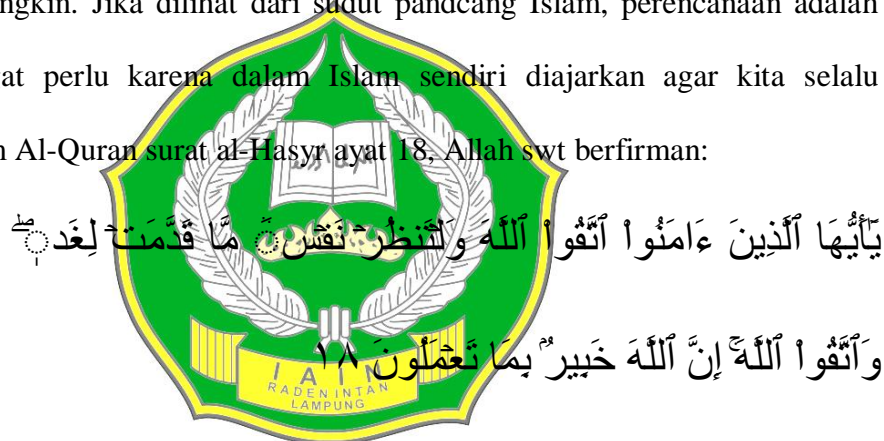 ngkin. Jika dilihat dari sudut pandcang Islam, perencanaan adalah
at perlu karena dalam Islam sendiri diajarkan agar kita selalu
n Al-Quran surat al-Hasyr ayat 18, Allah swt berfirman:
يَٰٓأَيُّهَا ٱلَّذِينَ ءَامَنُواْ ٱتَّقُواْ ٱللَّهَ وَلۡتَنظُرۡ نَفۡسٞ مَّا قَدَّمَتۡ لِغَدٖۖ
وَٱتَّقُواْ ٱللَّهَۚ إِنَّ ٱللَّهَ خَبِيرُۢ بِمَا تَعۡمَلُونَ ١٨
I A I N
RADEN INTAN
LAMPUNG